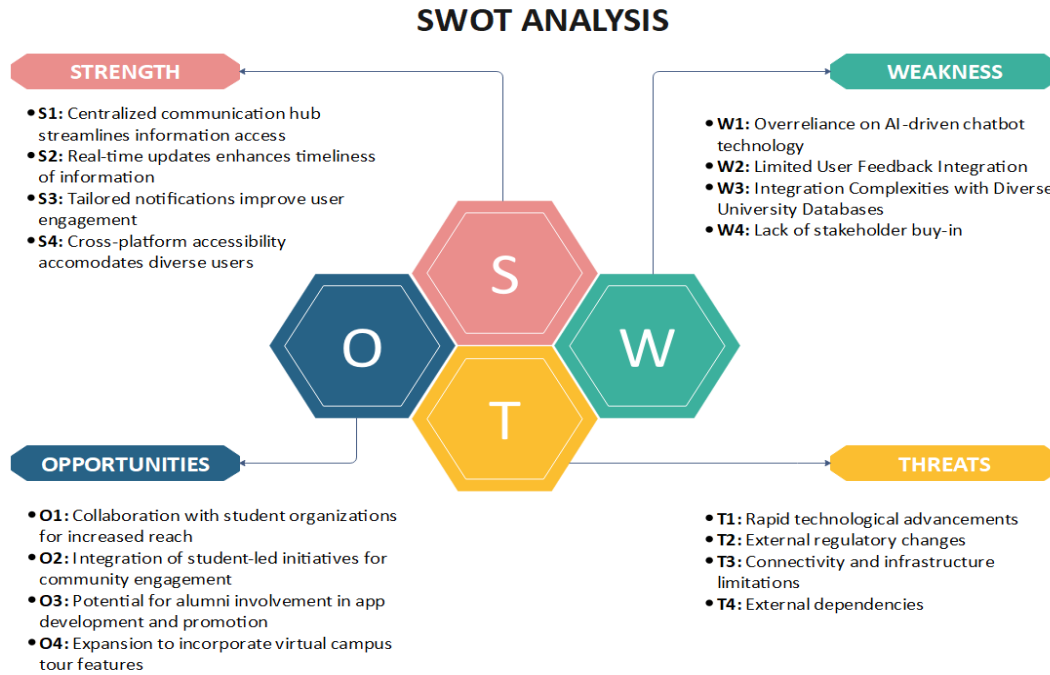 SWOT ANALYSIS
STRENGTH
• S1: Centralized communication hub
streamlines information access
• S2: Real-time updates enhances timeliness
of information
• S3: Tailored notifications improve user
engagement
• S4: Cross-platform accessibility
accomodates diverse users
WEAKNESS
• W1: Overreliance on AI-driven chatbot
technology
• W2: Limited User Feedback Integration
• W3: Integration Complexities with Diverse
University Databases
• W4: Lack of stakeholder buy-in
S
O
W
T
OPPORTUNITIES
• O1: Collaboration with student organizations
for increased reach
• O2: Integration of student-led initiatives for
community engagement
• O3: Potential for alumni involvement in app
development and promotion
• O4: Expansion to incorporate virtual campus
tour features
THREATS
• T1: Rapid technological advancements
• T2: External regulatory changes
• T3: Connectivity and infrastructure
limitations
• T4: External dependencies